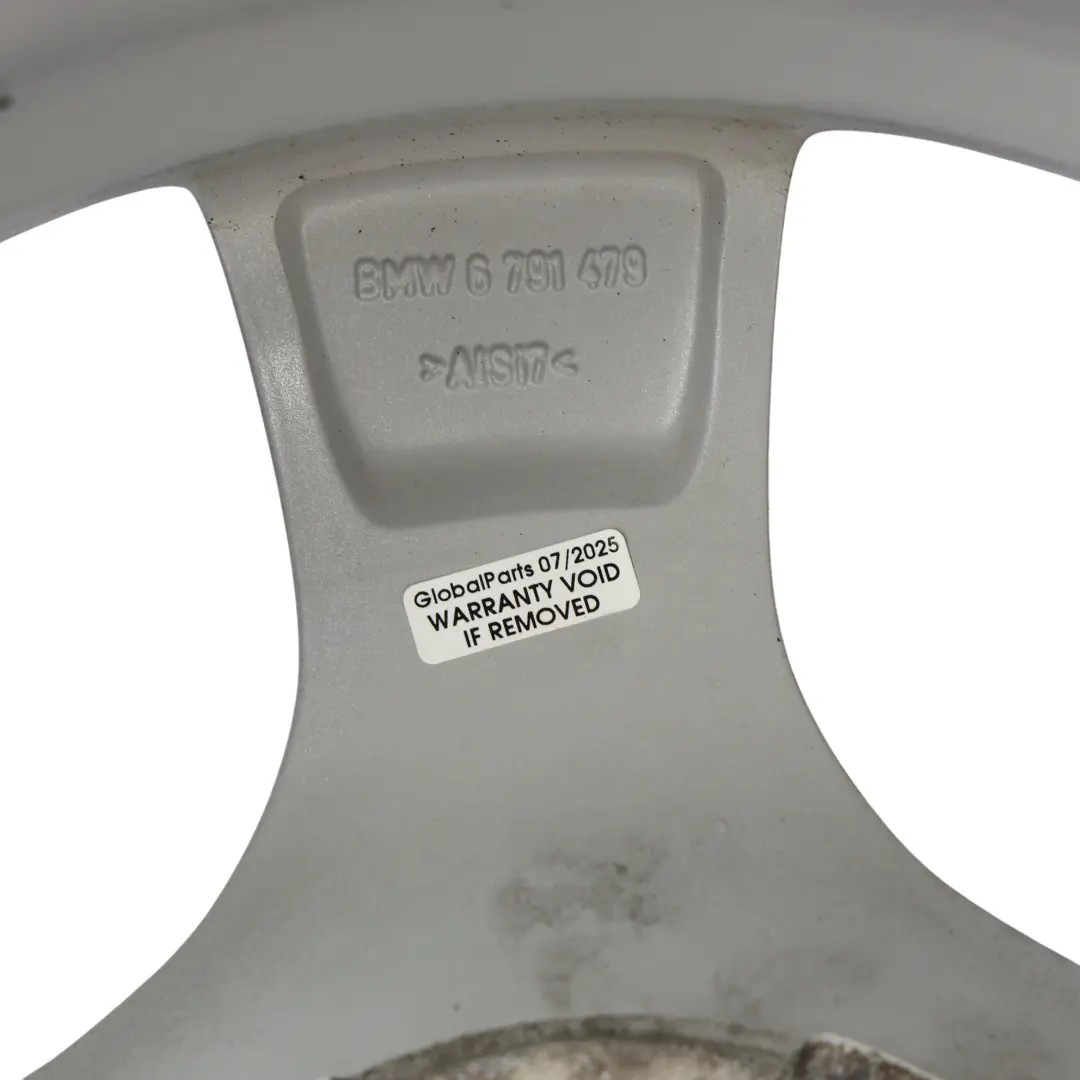 BMW 6 791 479
>AlSi7<
GlobalParts 07/2025
WARRANTY VOID
IF REMOVED